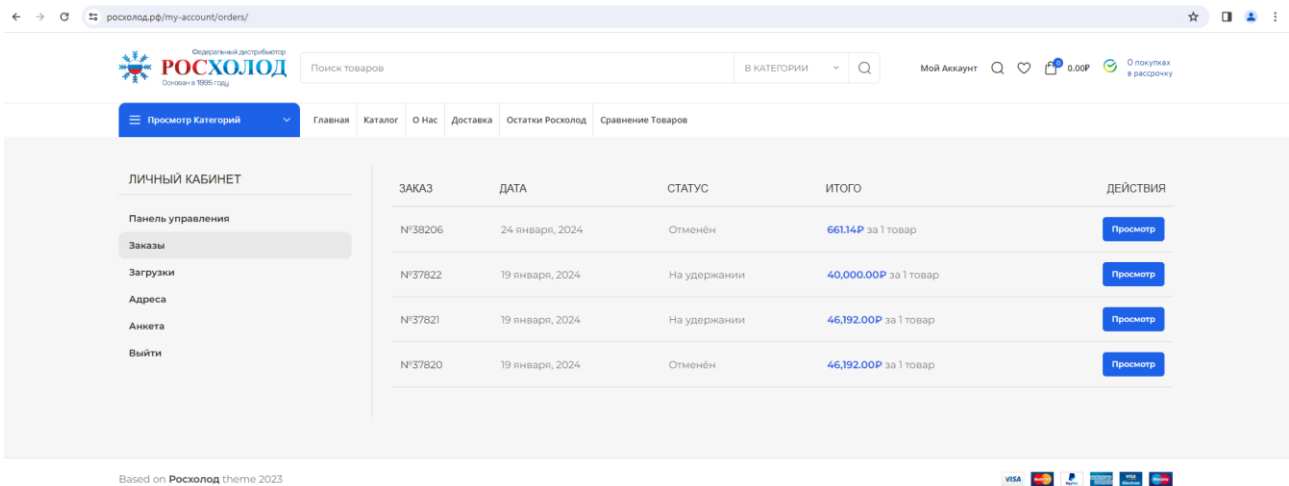 росхолод.рф/my-account/orders/
Федеральный дистрибьютор
РОСХОЛОД
Основан в 1995 году
Поиск товаров
В КАТЕГОРИИ
Мой Аккаунт
0
0.00₽
О покупках
в рассрочку
Просмотр Категорий
Главная Каталог О Нас Доставка Остатки Росхолод Сравнение Товаров
ЛИЧНЫЙ КАБИНЕТ
Панель управления
Заказы
Загрузки
Адреса
Анкета
Выйти
ЗАКАЗ ДАТА СТАТУС ИТОГО ДЕЙСТВИЯ
№38206 24 января, 2024 Отменён 661.14₽ за 1 товар Просмотр
№37822 19 января, 2024 На удержании 40,000.00₽ за 1 товар Просмотр
№37821 19 января, 2024 На удержании 46,192.00₽ за 1 товар Просмотр
№37820 19 января, 2024 Отменён 46,192.00₽ за 1 товар Просмотр
Based on Росхолод theme 2023
VISA